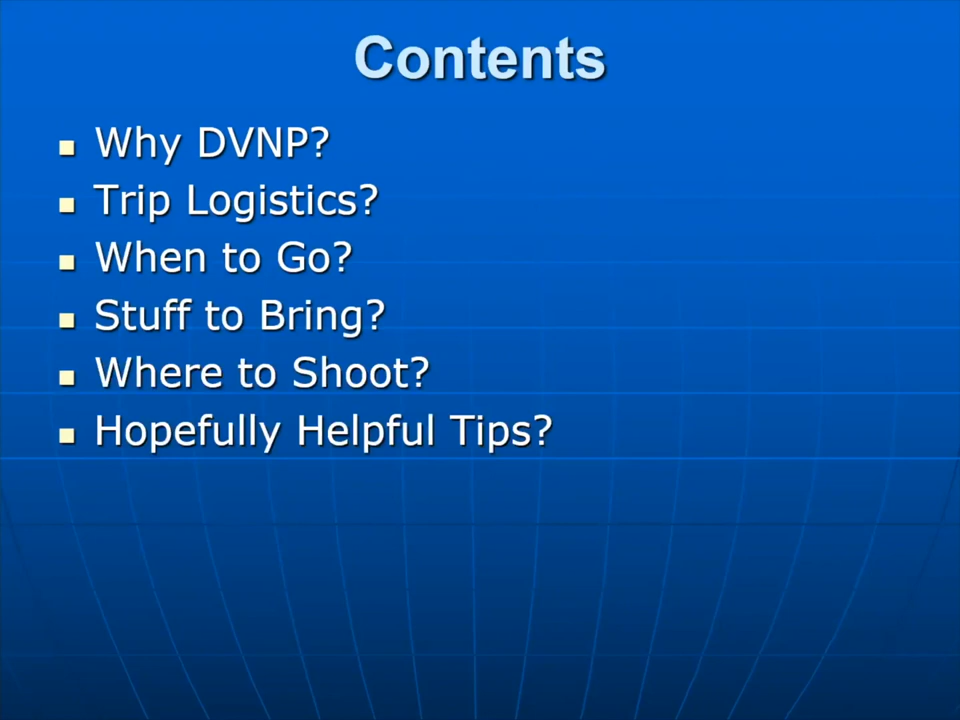 Contents
Why DVNP?
Trip Logistics?
When to Go?
Stuff to Bring?
Where to Shoot?
Hopefully Helpful Tips?